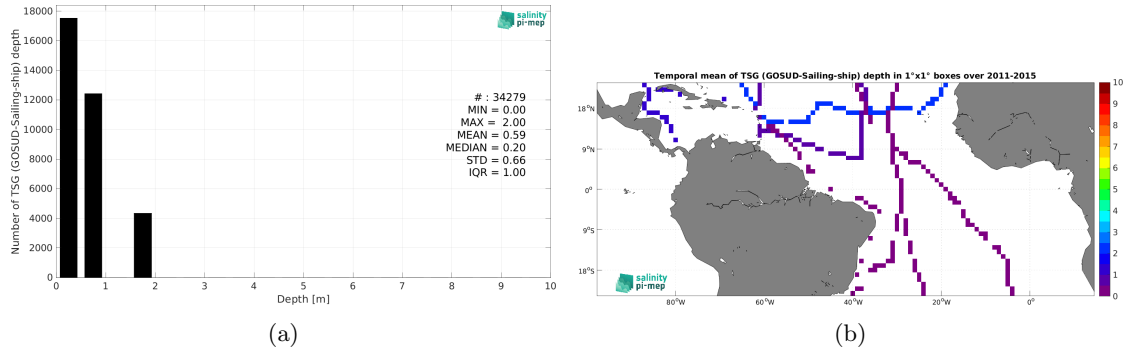 18000
16000
14000
12000
10000
8000
6000
4000
2000
0
Number of TSG (GOSUD-Sailing-ship) depth
salinity
pi-mep
# : 34279
MIN = 0.00
MAX = 2.00
MEAN = 0.59
MEDIAN = 0.20
STD = 0.66
IQR = 1.00
0 1 2 3 4 5 6 7 8 9 10
Depth [m]
(a)
Temporal mean of TSG (GOSUD-Sailing-ship) depth in 1°x1° boxes over 2011-2015
18°N
9°N
0°
9°S
18°S
salinity
pi-mep
80°W 60°W 40°W 20°W 0°
10
9
8
7
6
5
4
3
2
1
0
(b)